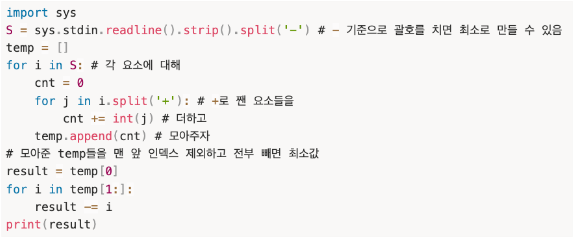 import sys
S = sys.stdin.readline().strip().split('-') # - 기준으로 괄호를 치면 최소로 만들 수 있음
temp = []
for i in S: # 각 요소에 대해
    cnt = 0
    for j in i.split('+'): # +로 짼 요소들을
        cnt += int(j) # 더하고
    temp.append(cnt) # 모아주자
# 모아준 temp들을 맨 앞 인덱스 제외하고 전부 빼면 최소값
result = temp[0]
for i in temp[1:]:
    result -= i
print(result)